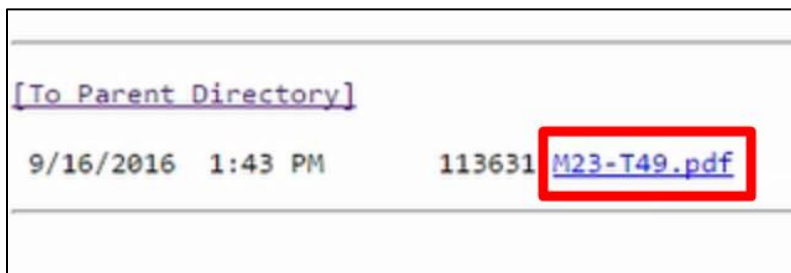 [To Parent Directory]
9/16/2016 1:43 PM 113631 M23-T49.pdf